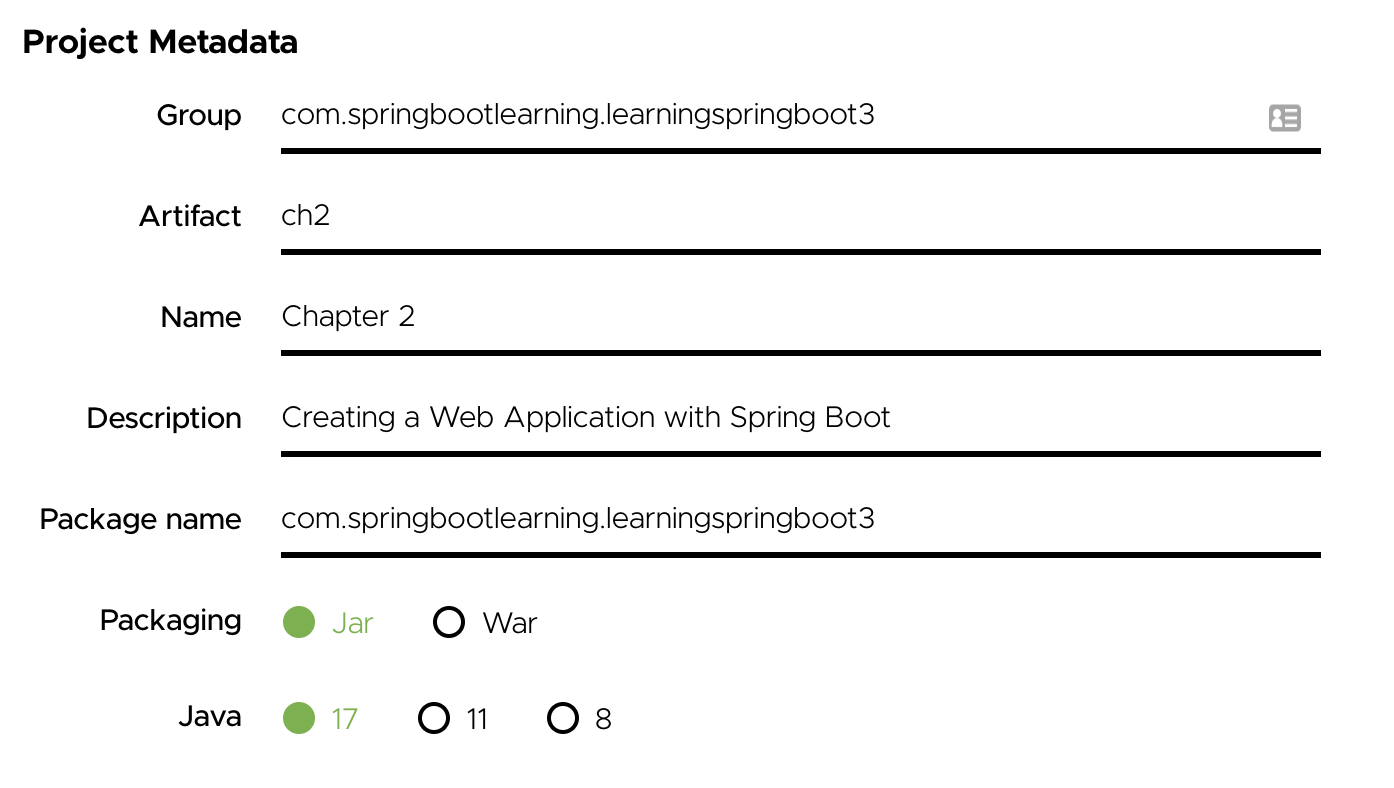 Project Metadata
Group com.springbootlearning.learningspringboot3
Artifact ch2
Name Chapter 2
Description Creating a Web Application with Spring Boot
Package name com.springbootlearning.learningspringboot3
Packaging Jar War
Java 17 11 8